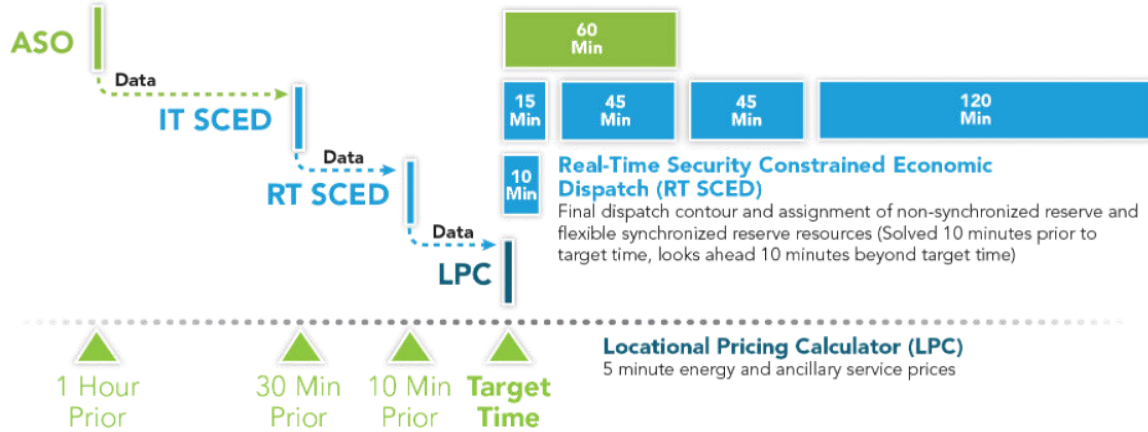 ASO
60
Min
Data
15
Min
45
Min
45
Min
120
Min
IT SCED
Data
RT SCED
10
Min
Real-Time Security Constrained Economic
Dispatch (RT SCED)
Final dispatch contour and assignment of non-synchronized reserve and
flexible synchronized reserve resources (Solved 10 minutes prior to
target time, looks ahead 10 minutes beyond target time)
Data
LPC
Locational Pricing Calculator (LPC)
5 minute energy and ancillary service prices
1 Hour
Prior
30 Min
Prior
10 Min
Prior
Target
Time